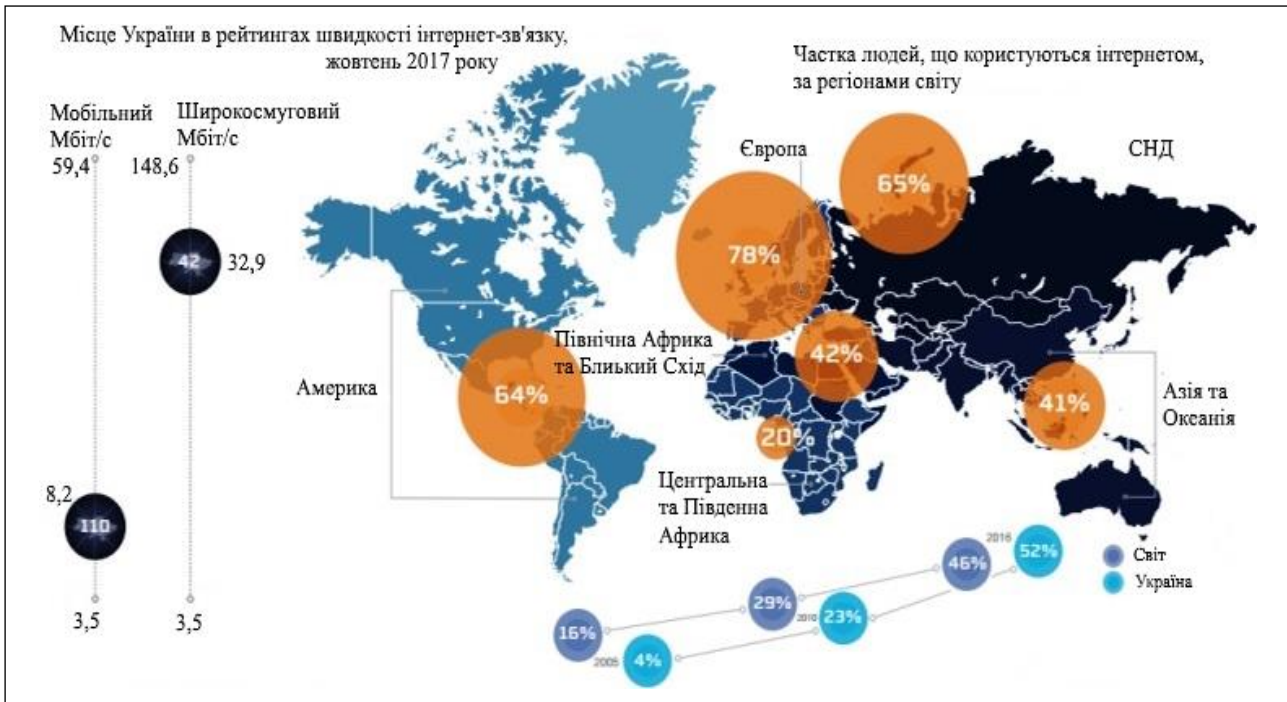 Місце України в рейтингах швидкості інтернет-зв'язку,
жовтень 2017 року
Мобільний
Мбіт/с
59,4
8,2
110
3,5
Широкосмуговий
Мбіт/с
148,6
42
32,9
3,5
Частка людей, що користуються інтернетом,
за регіонами світу
Європа
СНД
65%
78%
Північна Африка
та Блиький Схід
42%
Америка
64%
20%
41%
Азія та
Океанія
Центральна
та Південна
Африка
16%
2005
4%
29%
2010
23%
46%
2016
52%
Світ
Україна